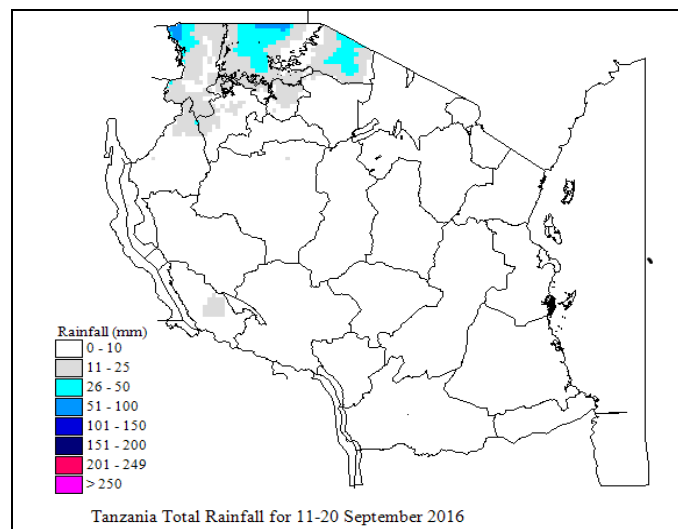 Rainfall (mm)
0 - 10
11 - 25
26 - 50
51 - 100
101 - 150
151 - 200
201 - 249
> 250
Tanzania Total Rainfall for 11-20 September 2016